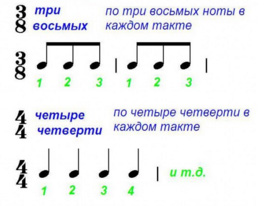 3 три по три восьмых ноты в
8 восьмых каждом такте
3
8
1 2 3 1 2 3
4 четыре по четыре четверти в
4 четверти каждом такте
4
4 и т.д.
1 2 3 4